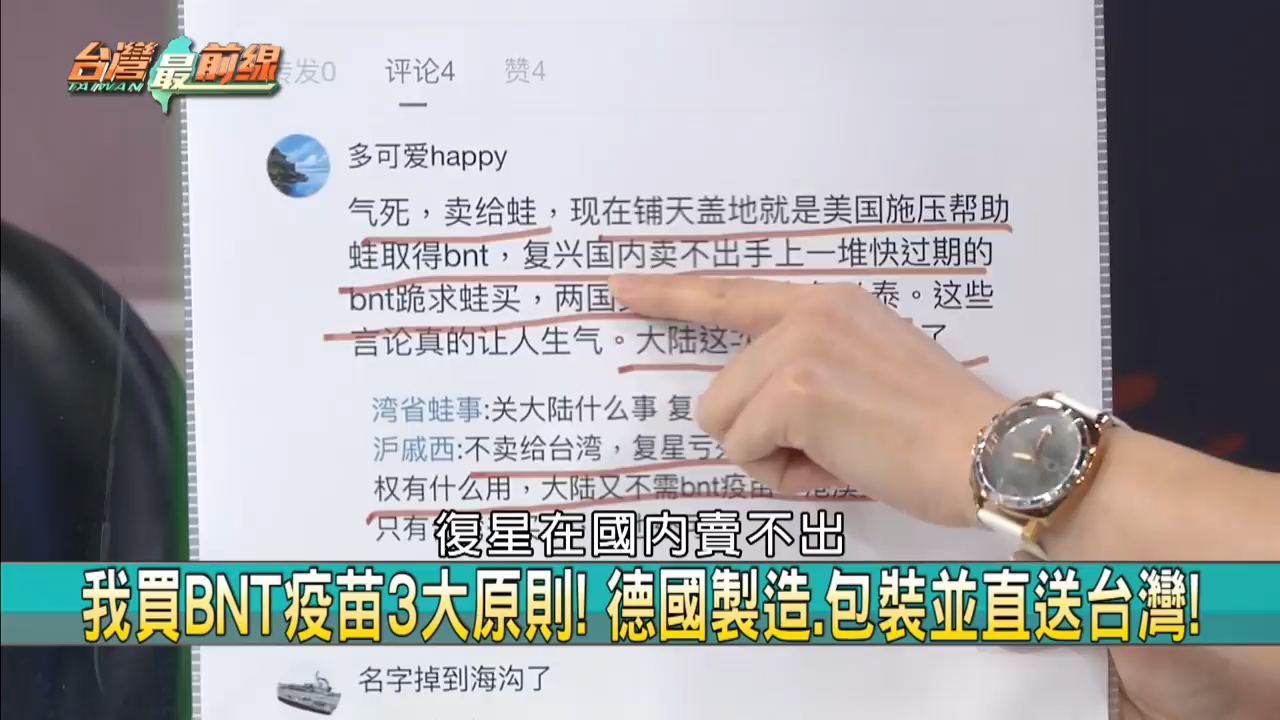 台灣最前線
TAIWAN
转发0 评论4 赞4
多可爱happy
气死，卖给蛙，现在铺天盖地就是美国施压帮助
蛙取得bnt，复兴国内卖不出手上一堆快过期的
bnt跪求蛙买，两国 泰。这些
言论真的让人生气。大陆这 了
湾省蛙事:关大陆什么事 复
沪戚西:不卖给台湾，复星亏
权有什么用，大陆又不需bnt疫苗
只有
復星在國內賣不出
我買BNT疫苗3大原則! 德國製造.包裝並直送台灣!
名字掉到海沟了